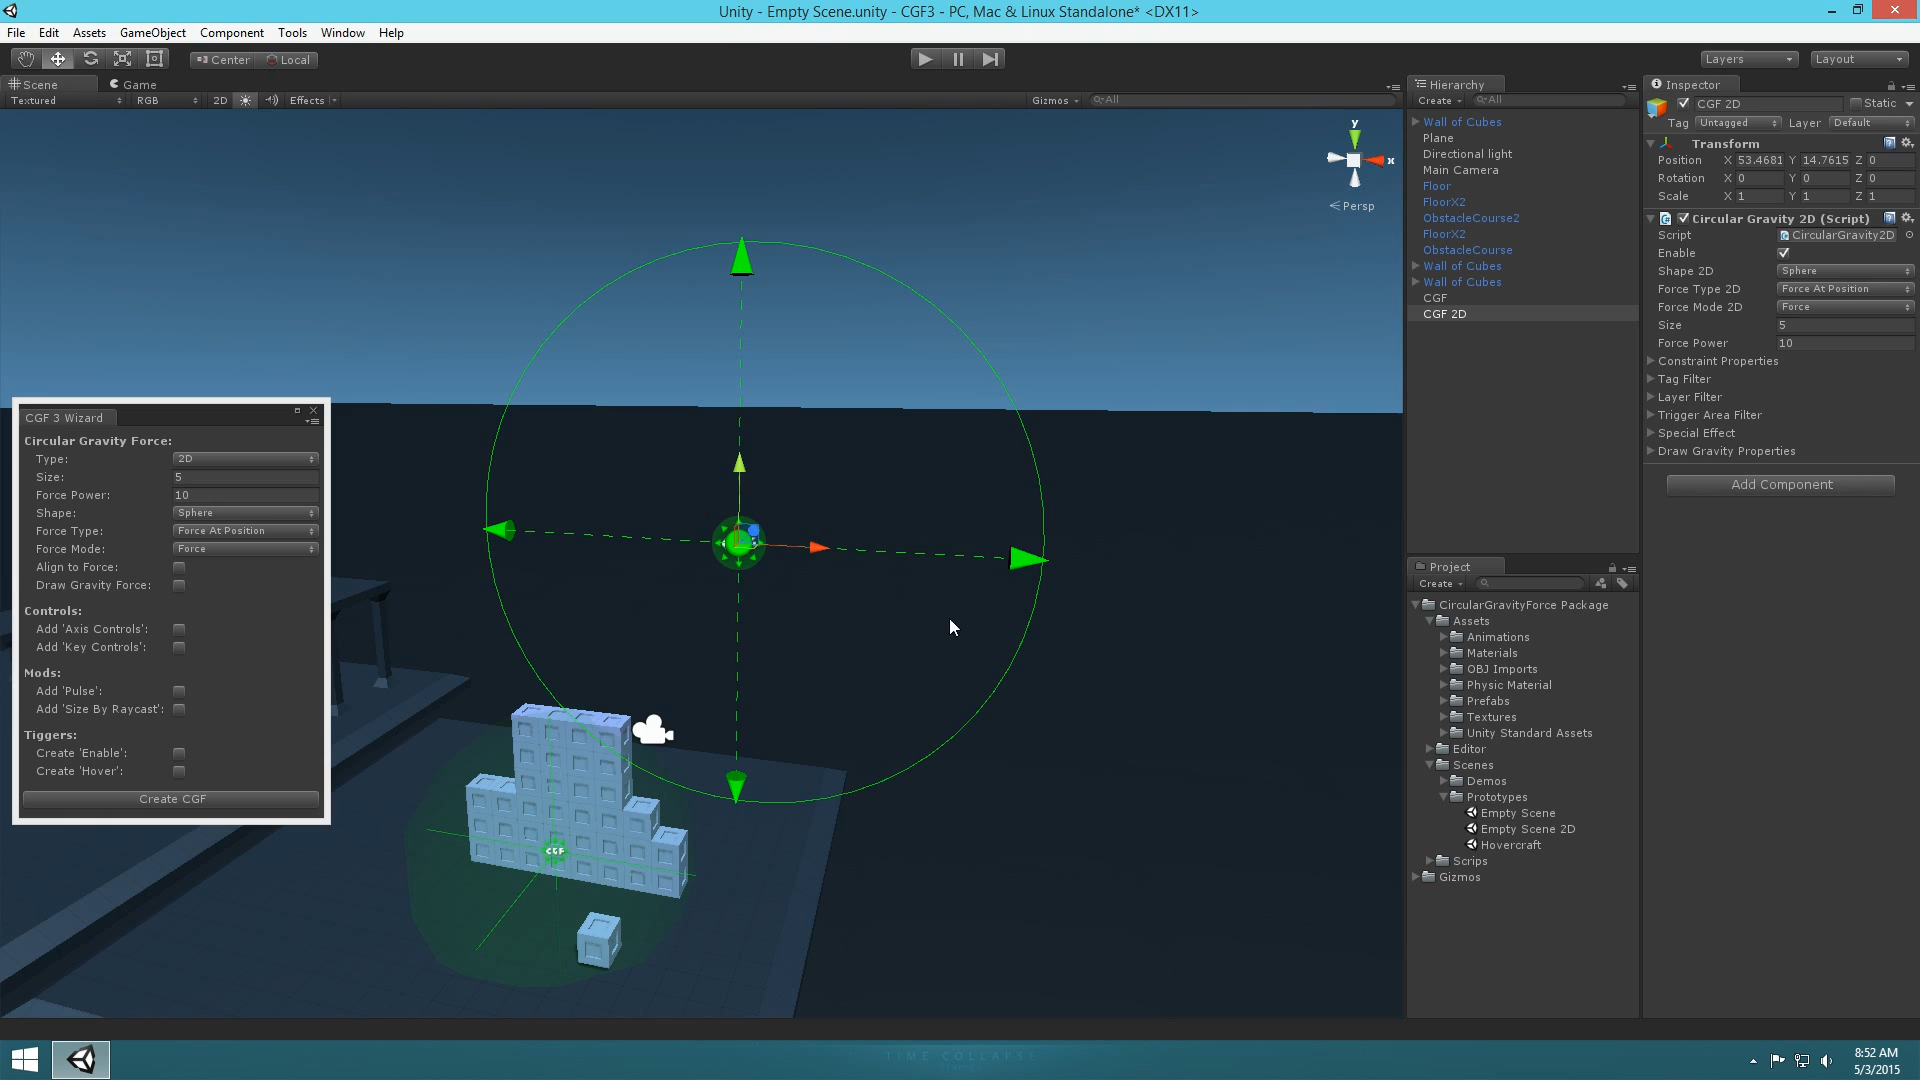 Unity - Empty Scene.unity - CGF3 - PC, Mac & Linux Standalone* <DX11>
File Edit Assets GameObject Component Tools Window Help
Center Local
Layers Layout
Scene Game
Textured RGB 2D Effects Gizmos All
y
x
Persp
CGF 3 Wizard
Circular Gravity Force:
Type: 2D
Size: 5
Force Power: 10
Shape: Sphere
Force Type: Force At Position
Force Mode: Force
Align to Force:
Draw Gravity Force:
Controls:
Add 'Axis Controls':
Add 'Key Controls':
Mods:
Add 'Pulse':
Add 'Size By Raycast':
Tiggers:
Create 'Enable':
Create 'Hover':
Create CGF
CGF
Hierarchy
Create All
Wall of Cubes
Plane
Directional light
Main Camera
Floor
FloorX2
ObstacleCourse2
FloorX2
ObstacleCourse
Wall of Cubes
Wall of Cubes
CGF
CGF 2D
Project
Create
CircularGravityForce Package
Assets
Animations
Materials
OBJ Imports
Physic Material
Prefabs
Textures
Unity Standard Assets
Editor
Scenes
Demos
Prototypes
Empty Scene
Empty Scene 2D
Hovercraft
Scrips
Gizmos
Inspector
CGF 2D Static
Tag Untagged Layer Default
Transform
Position X 53.4681 Y 14.7615 Z 0
Rotation X 0 Y 0 Z 0
Scale X 1 Y 1 Z 1
Circular Gravity 2D (Script)
Script CircularGravity2D
Enable
Shape 2D Sphere
Force Type 2D Force At Position
Force Mode 2D Force
Size 5
Force Power 10
Constraint Properties
Tag Filter
Layer Filter
Trigger Area Filter
Special Effect
Draw Gravity Properties
Add Component
TIME COLLAPSE
8:52 AM
5/3/2015